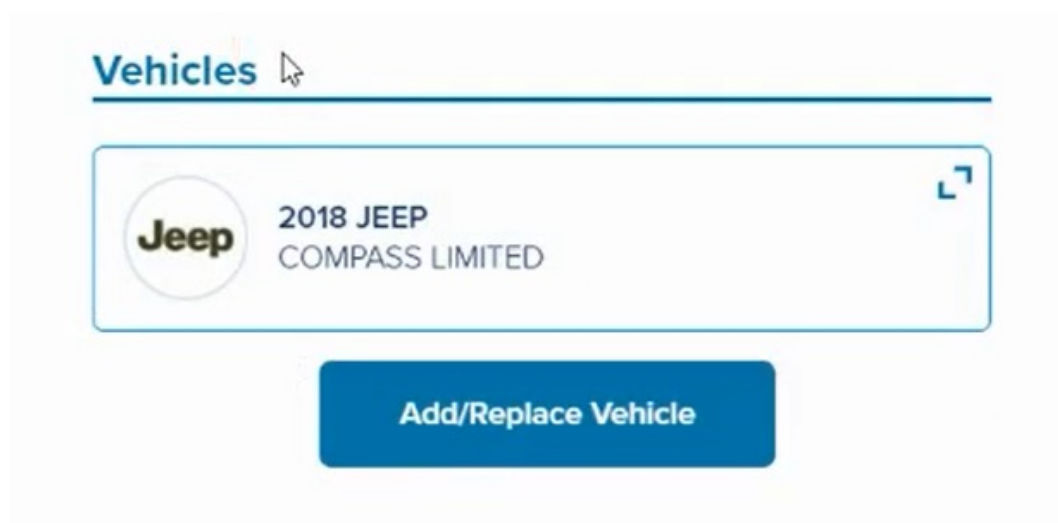 Vehicles
Jeep
2018 JEEP
COMPASS LIMITED
Add/Replace Vehicle